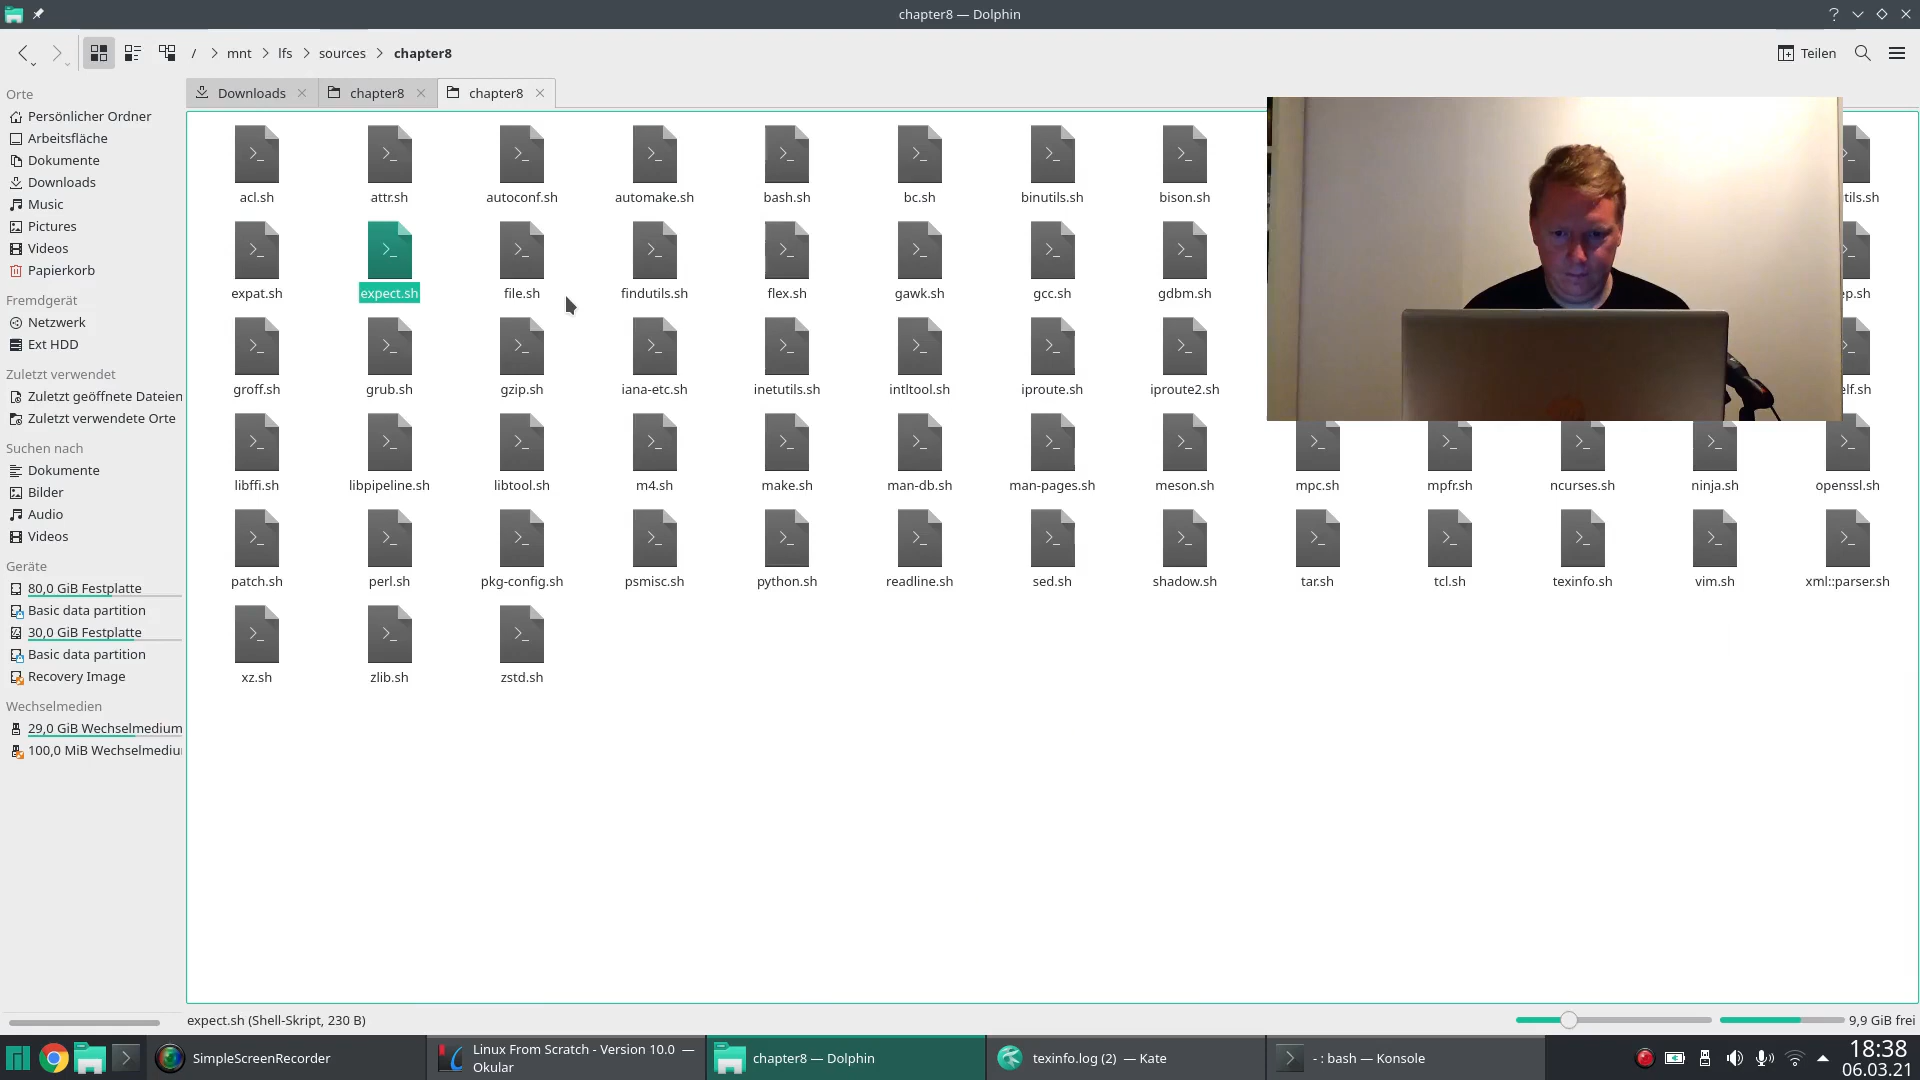 chapter8 — Dolphin
/ mnt lfs sources chapter8
Teilen
Downloads chapter8 chapter8
Orte
Persönlicher Ordner
Arbeitsfläche
Dokumente
Downloads
Music
Pictures
Videos
Papierkorb
Fremdgerät
Netzwerk
Ext HDD
Zuletzt verwendet
Zuletzt geöffnete Dateien
Zuletzt verwendete Orte
Suchen nach
Dokumente
Bilder
Audio
Videos
Geräte
80,0 GiB Festplatte
Basic data partition
30,0 GiB Festplatte
Basic data partition
Recovery Image
Wechselmedien
29,0 GiB Wechselmedium
100,0 MiB Wechselmediu
acl.sh attr.sh autoconf.sh automake.sh bash.sh bc.sh binutils.sh bison.sh tils.sh
expat.sh expect.sh file.sh findutils.sh flex.sh gawk.sh gcc.sh gdbm.sh ep.sh
groff.sh grub.sh gzip.sh iana-etc.sh inetutils.sh intltool.sh iproute.sh iproute2.sh elf.sh
libffi.sh libpipeline.sh libtool.sh m4.sh make.sh man-db.sh man-pages.sh meson.sh mpc.sh mpfr.sh ncurses.sh ninja.sh openssl.sh
patch.sh perl.sh pkg-config.sh psmisc.sh python.sh readline.sh sed.sh shadow.sh tar.sh tcl.sh texinfo.sh vim.sh xml::parser.sh
xz.sh zlib.sh zstd.sh
expect.sh (Shell-Skript, 230 B)
9,9 GiB frei
SimpleScreenRecorder
Linux From Scratch - Version 10.0 —
Okular
chapter8 — Dolphin
texinfo.log (2) — Kate
- : bash — Konsole
18:38
06.03.21